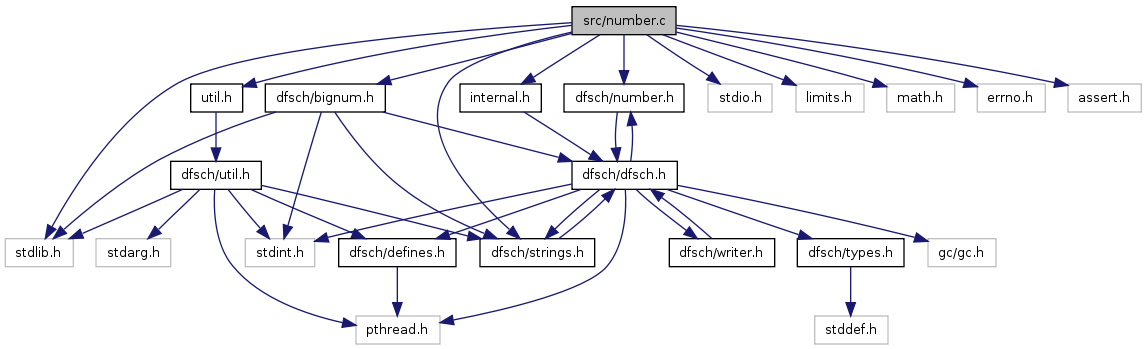 src/number.c
util.h
dfsch/bignum.h
internal.h
dfsch/number.h
stdio.h
limits.h
math.h
errno.h
assert.h
dfsch/util.h
dfsch/dfsch.h
stdlib.h
stdarg.h
stdint.h
dfsch/defines.h
dfsch/strings.h
dfsch/writer.h
dfsch/types.h
gc/gc.h
pthread.h
stddef.h